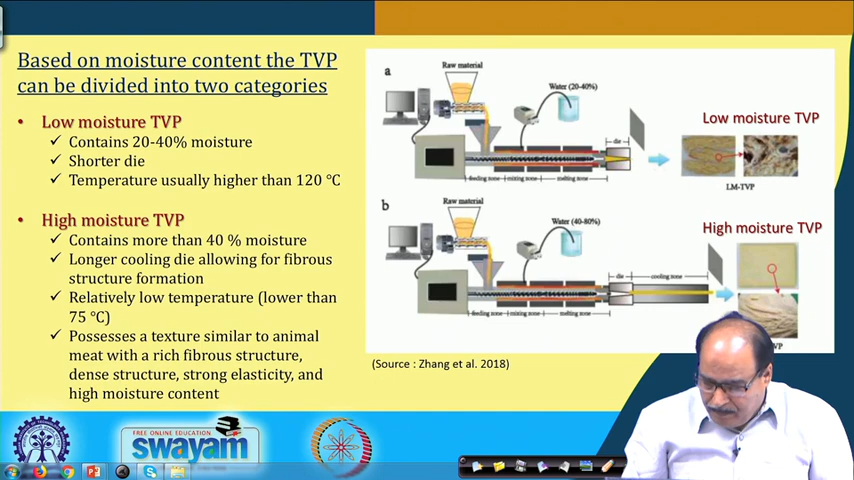 Based on moisture content the TVP
can be divided into two categories
• Low moisture TVP
✓ Contains 20-40% moisture
✓ Shorter die
✓ Temperature usually higher than 120 °C
• High moisture TVP
✓ Contains more than 40 % moisture
✓ Longer cooling die allowing for fibrous
structure formation
✓ Relatively low temperature (lower than
75 °C)
✓ Possesses a texture similar to animal
meat with a rich fibrous structure,
dense structure, strong elasticity, and
high moisture content
a
Raw material
Water (20-40%)
die
feeding zone
mixing zone
melting zone
Low moisture TVP
LM-TVP
b
Raw material
Water (40-80%)
die
cooling zone
feeding zone
mixing zone
melting zone
High moisture TVP
TVP
(Source : Zhang et al. 2018)
FREE ONLINE EDUCATION
swayam